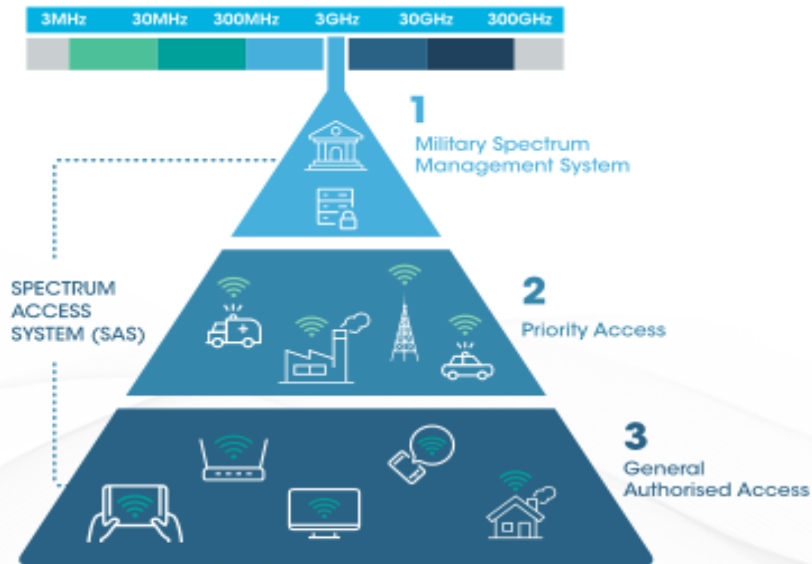 3MHz 30MHz 300MHz 3GHz 30GHz 300GHz
1
Military Spectrum
Management System
SPECTRUM
ACCESS
SYSTEM (SAS)
2
Priority Access
3
General
Authorised Access